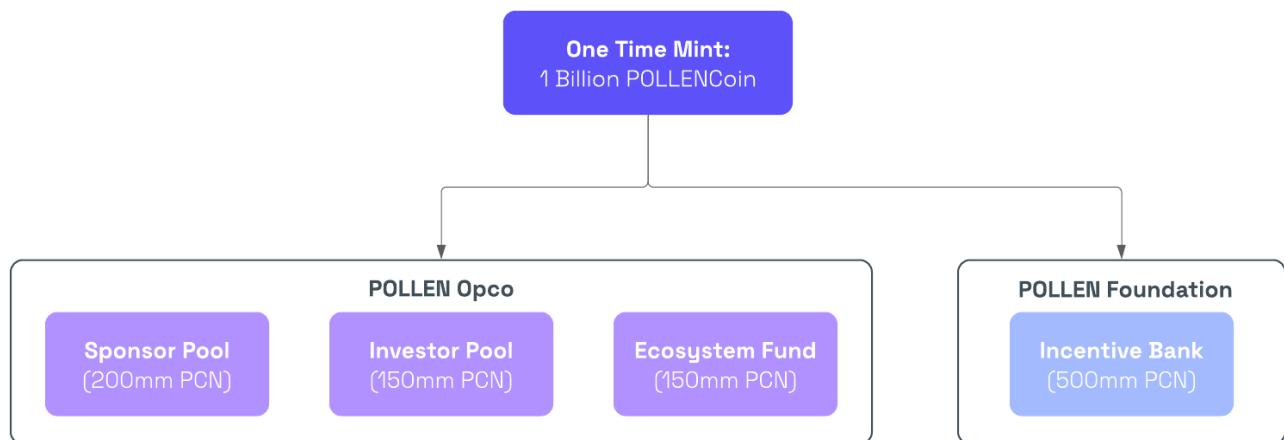 One Time Mint:
1 Billion POLLENCoin
POLLEN Opco
Sponsor Pool
(200mm PCN)
Investor Pool
(150mm PCN)
Ecosystem Fund
(150mm PCN)
POLLEN Foundation
Incentive Bank
(500mm PCN)